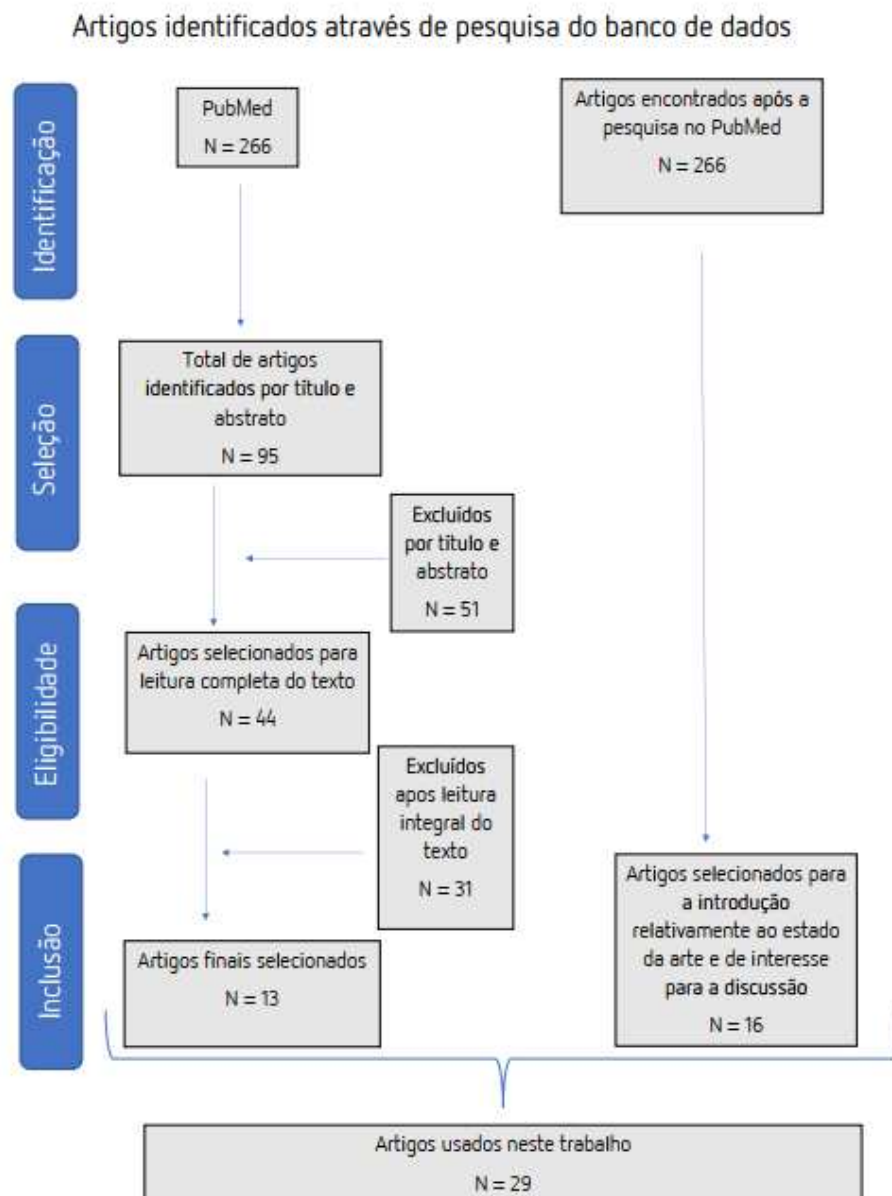 Artigos identificados através de pesquisa do banco de dados
Identificação
PubMed
N = 266
Artigos encontrados após a
pesquisa no PubMed
N = 266
Seleção
Total de artigos
identificados por título e
abstrato
N = 95
Excluídos
por título e
abstrato
N = 51
Eligibilidade
Artigos selecionados para
leitura completa do texto
N = 44
Excluídos
apos leitura
integral do
texto
N = 31
Inclusão
Artigos finais selecionados
N = 13
Artigos selecionados para
a introdução
relativamente ao estado
da arte e de interesse
para a discussão
N = 16
Artigos usados neste trabalho
N = 29